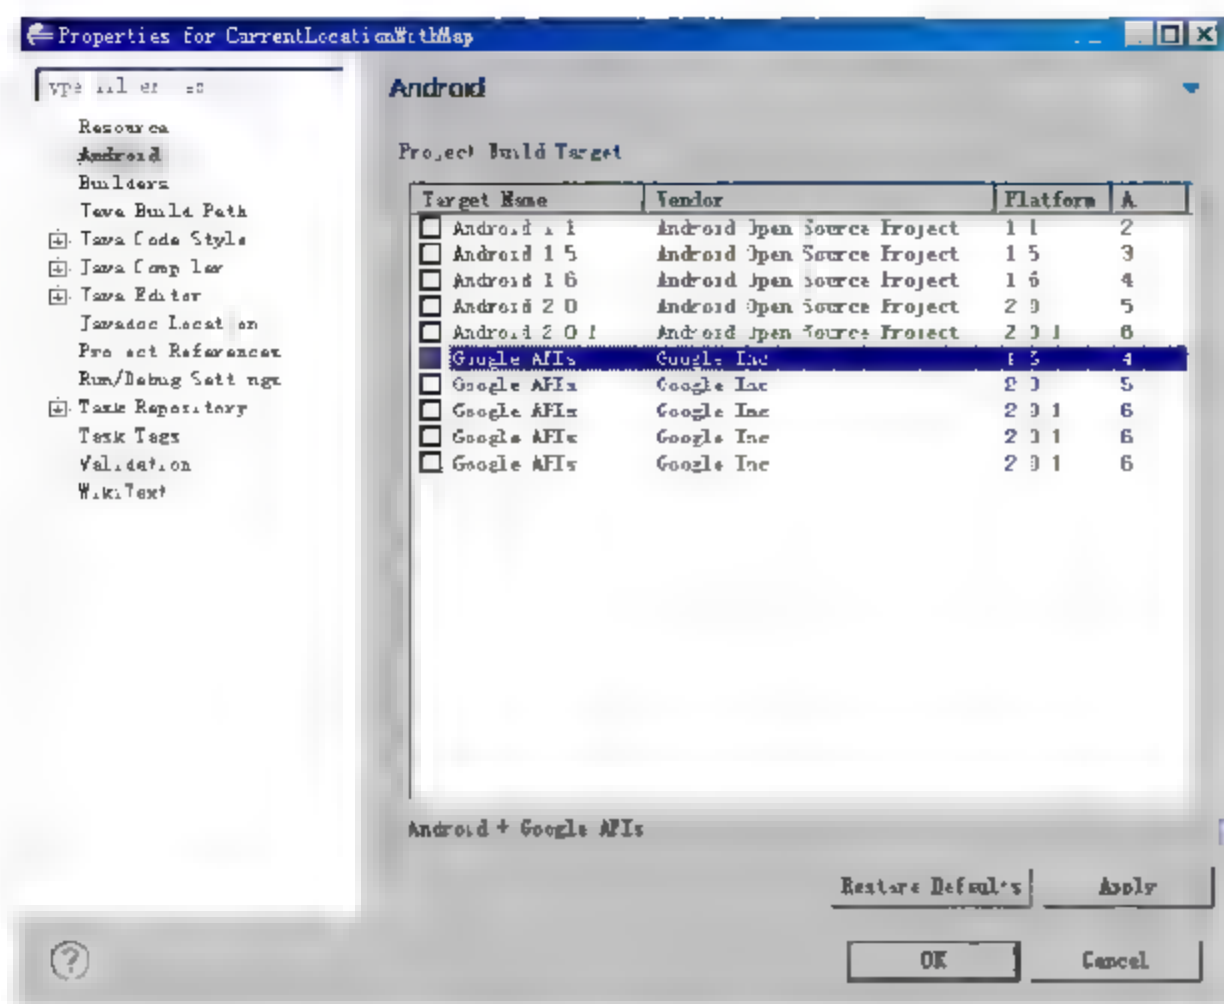 Properties for CurrentLocationWithMap
Android
Resource
Android
Builders
Java Build Path
Java Code Style
Java Compiler
Java Editor
Javadoc Location
Project References
Run/Debug Settings
Task Repository
Task Tags
Validation
WikiText
Project Build Target
Target Name Vendor Platform A
Android 1.1 Android Open Source Project 1.1 2
Android 1.5 Android Open Source Project 1.5 3
Android 1.6 Android Open Source Project 1.6 4
Android 2.0 Android Open Source Project 2.0 5
Android 2.0.1 Android Open Source Project 2.0.1 6
Google APIs Google Inc. 4
Google APIs Google Inc. 2.0 5
Google APIs Google Inc. 2.0.1 6
Google APIs Google Inc. 2.0.1 6
Google APIs Google Inc. 2.0.1 6
Android + Google APIs
Restore Defaults Apply
OK Cancel